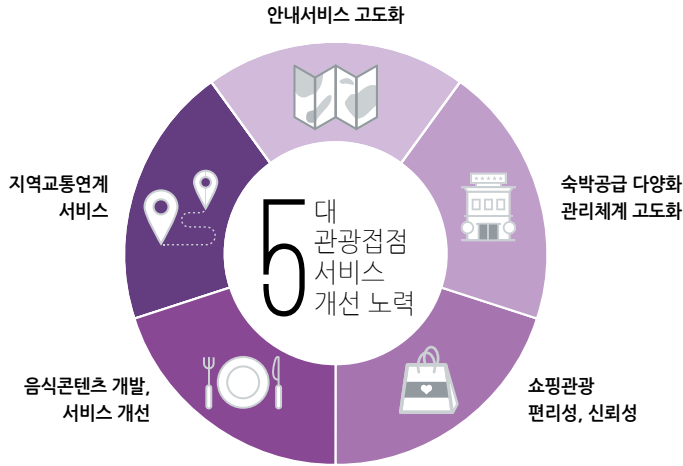 안내서비스 고도화
지역교통연계
서비스
숙박공급 다양화
관리체계 고도화
5대
관광접점
서비스
개선 노력
음식콘텐츠 개발,
서비스 개선
쇼핑관광
편리성, 신뢰성